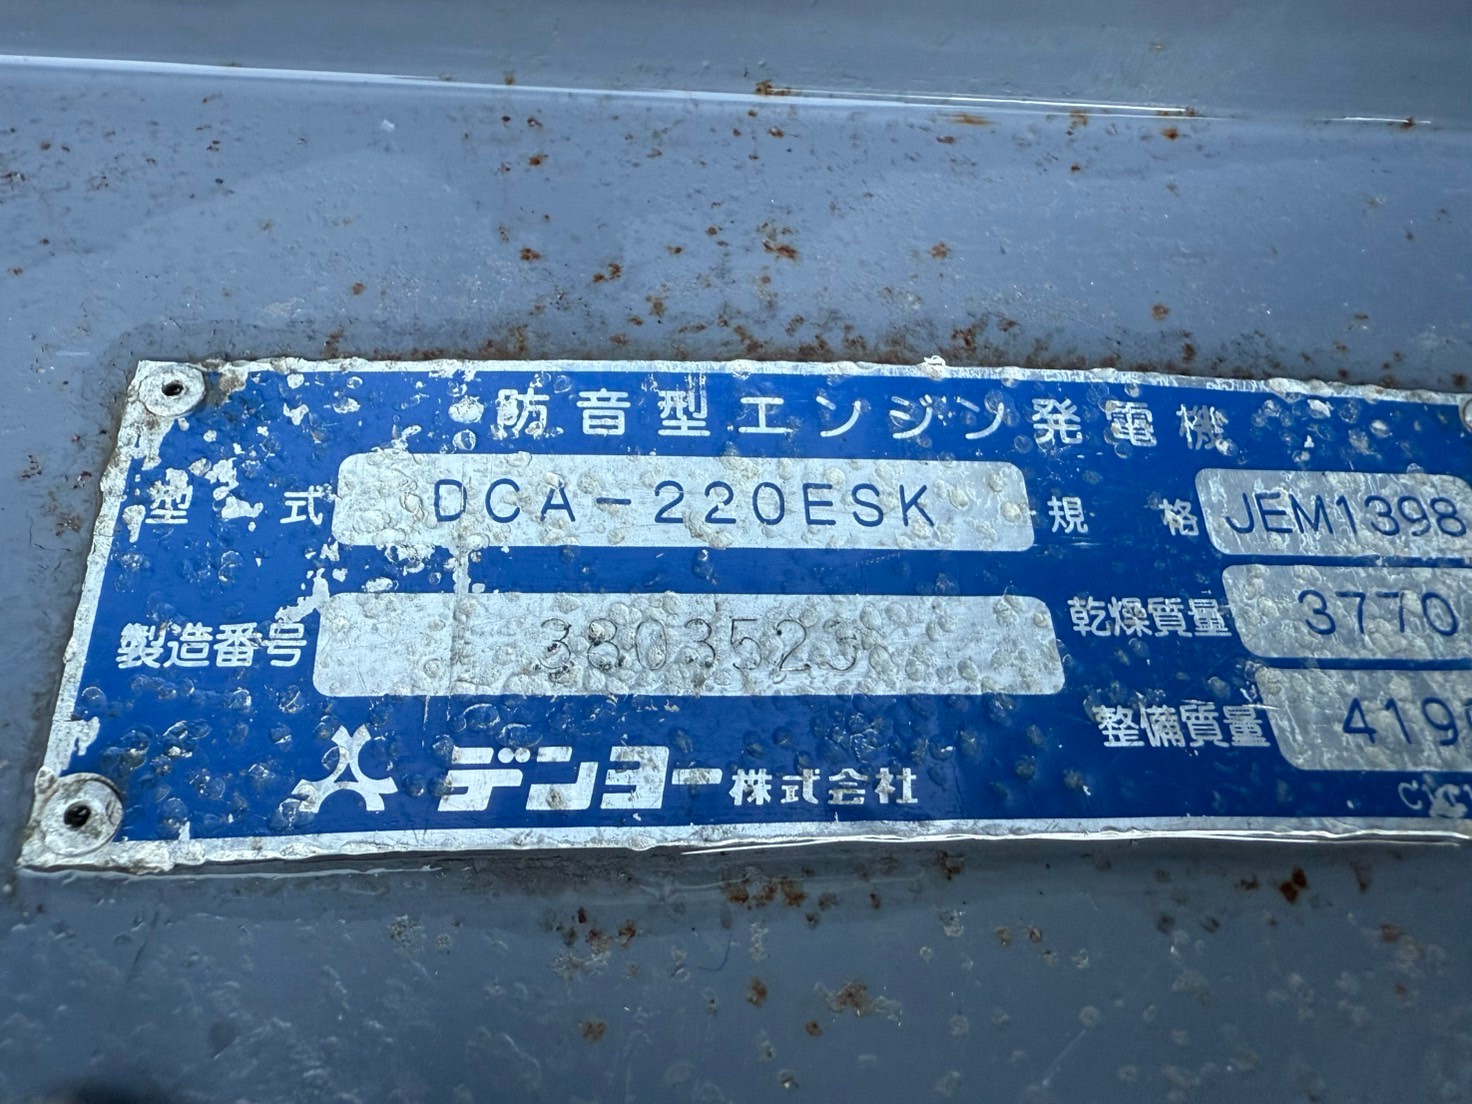 防音型エンジン発電機
型式 DCA-220ESK 規格 JEM1398
製造番号 3803523 乾燥質量 3770
整備質量 419
デンヨー株式会社